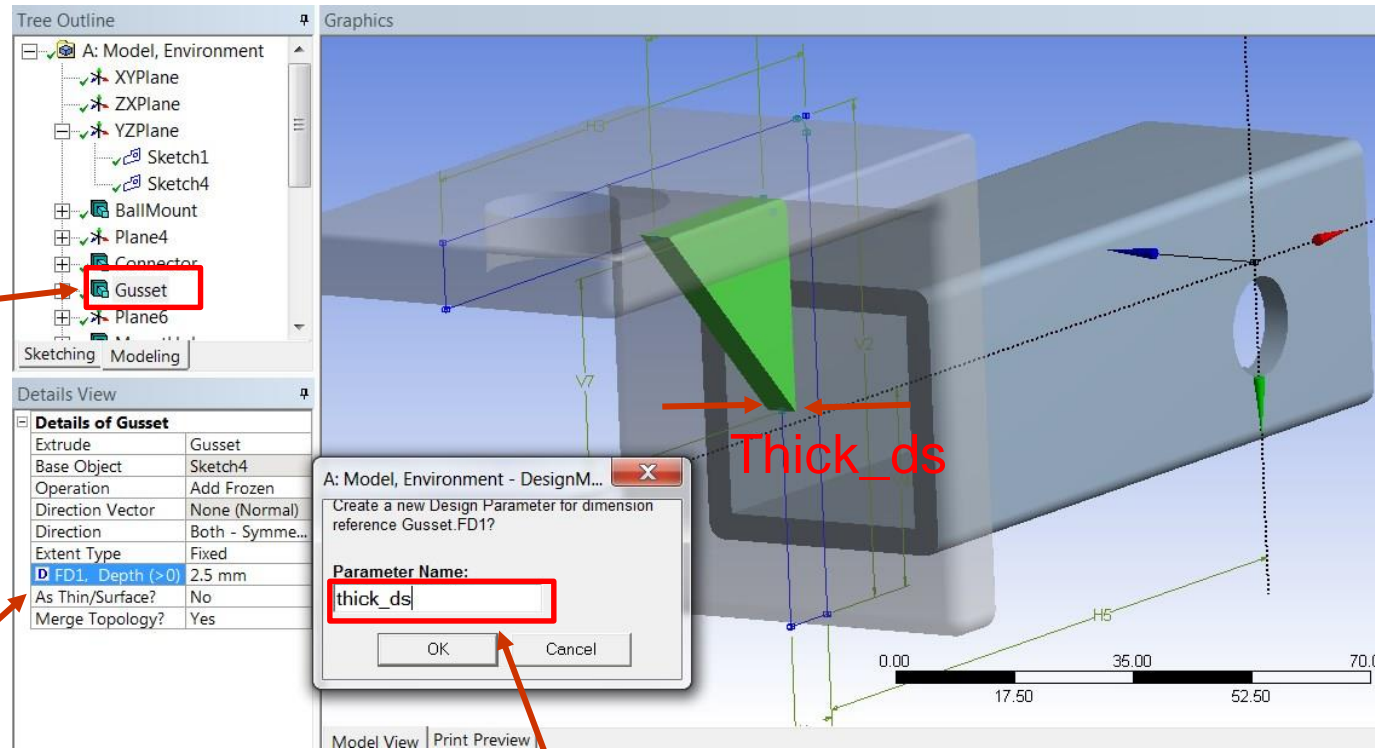 Tree Outline
A: Model, Environment
XYPlane
ZXPlane
YZPlane
Sketch1
Sketch4
BallMount
Plane4
Connector
Gusset
Plane6
Sketching Modeling
Details View
Details of Gusset
Extrude Gusset
Base Object Sketch4
Operation Add Frozen
Direction Vector None (Normal)
Direction Both - Symme...
Extent Type Fixed
D FD1, Depth (>0) 2.5 mm
As Thin/Surface? No
Merge Topology? Yes
Graphics
H3
V2
V7
Thick_ds
H5
A: Model, Environment - DesignM...
Create a new Design Parameter for dimension
reference Gusset.FD1?
Parameter Name:
thick_ds
OK Cancel
0.00 35.00 70.0
17.50 52.50
Model View Print Preview